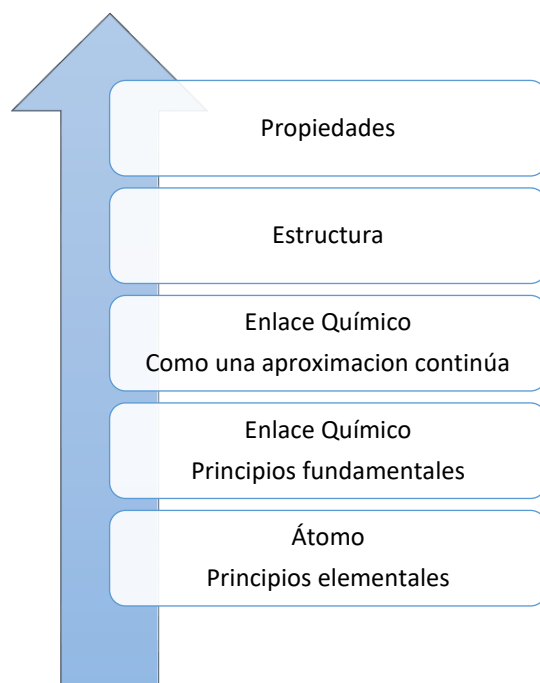 Propiedades
Estructura
Enlace Químico
Como una aproximacion continúa
Enlace Químico
Principios fundamentales
Átomo
Principios elementales